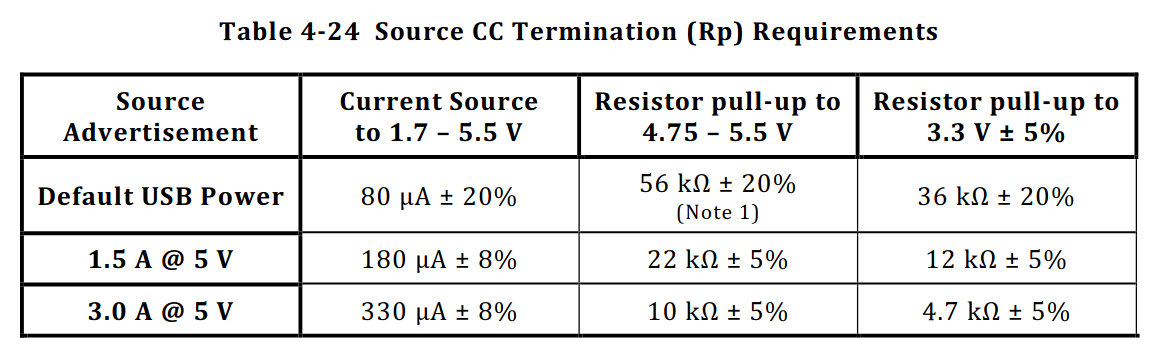 Table 4-24 Source CC Termination (Rp) Requirements
Source Advertisement
Current Source to 1.7 – 5.5 V
Resistor pull-up to 4.75 – 5.5 V
Resistor pull-up to 3.3 V ± 5%
Default USB Power
80 µA ± 20%
56 kΩ ± 20%
(Note 1)
36 kΩ ± 20%
1.5 A @ 5 V
180 µA ± 8%
22 kΩ ± 5%
12 kΩ ± 5%
3.0 A @ 5 V
330 µA ± 8%
10 kΩ ± 5%
4.7 kΩ ± 5%